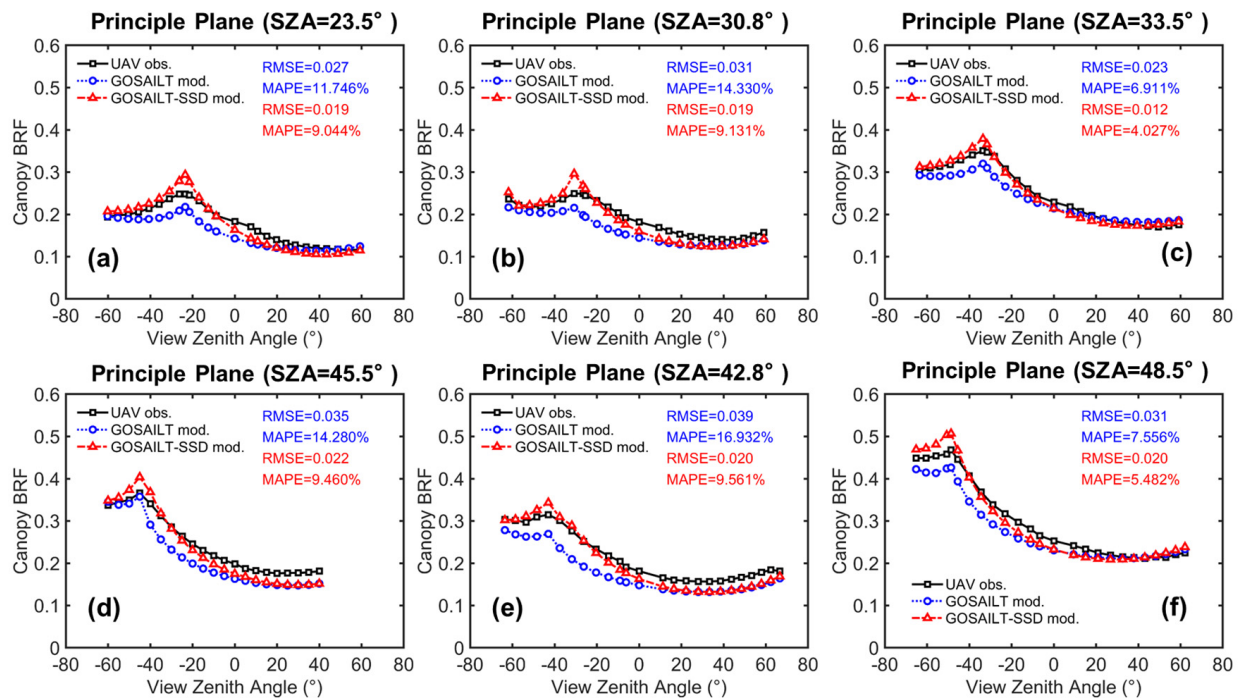 Principle Plane (SZA=23.5° )
0.6
0.5
0.4
0.3
0.2
0.1
0
Canopy BRF
UAV obs.
GOSAILT mod.
GOSAILT-SSD mod.
RMSE=0.027
MAPE=11.746%
RMSE=0.019
MAPE=9.044%
(a)
-80 -60 -40 -20 0 20 40 60 80
View Zenith Angle (°)
Principle Plane (SZA=30.8° )
0.6
0.5
0.4
0.3
0.2
0.1
0
Canopy BRF
UAV obs.
GOSAILT mod.
GOSAILT-SSD mod.
RMSE=0.031
MAPE=14.330%
RMSE=0.019
MAPE=9.131%
(b)
-80 -60 -40 -20 0 20 40 60 80
View Zenith Angle (°)
Principle Plane (SZA=33.5° )
0.6
0.5
0.4
0.3
0.2
0.1
0
Canopy BRF
UAV obs.
GOSAILT mod.
GOSAILT-SSD mod.
RMSE=0.023
MAPE=6.911%
RMSE=0.012
MAPE=4.027%
(c)
-80 -60 -40 -20 0 20 40 60 80
View Zenith Angle (°)
Principle Plane (SZA=45.5° )
0.6
0.5
0.4
0.3
0.2
0.1
0
Canopy BRF
UAV obs.
GOSAILT mod.
GOSAILT-SSD mod.
RMSE=0.035
MAPE=14.280%
RMSE=0.022
MAPE=9.460%
(d)
-80 -60 -40 -20 0 20 40 60 80
View Zenith Angle (°)
Principle Plane (SZA=42.8° )
0.6
0.5
0.4
0.3
0.2
0.1
0
Canopy BRF
UAV obs.
GOSAILT mod.
GOSAILT-SSD mod.
RMSE=0.039
MAPE=16.932%
RMSE=0.020
MAPE=9.561%
(e)
-80 -60 -40 -20 0 20 40 60 80
View Zenith Angle (°)
Principle Plane (SZA=48.5° )
0.6
0.5
0.4
0.3
0.2
0.1
0
Canopy BRF
RMSE=0.031
MAPE=7.556%
RMSE=0.020
MAPE=5.482%
UAV obs.
GOSAILT mod.
GOSAILT-SSD mod.
(f)
-80 -60 -40 -20 0 20 40 60 80
View Zenith Angle (°)